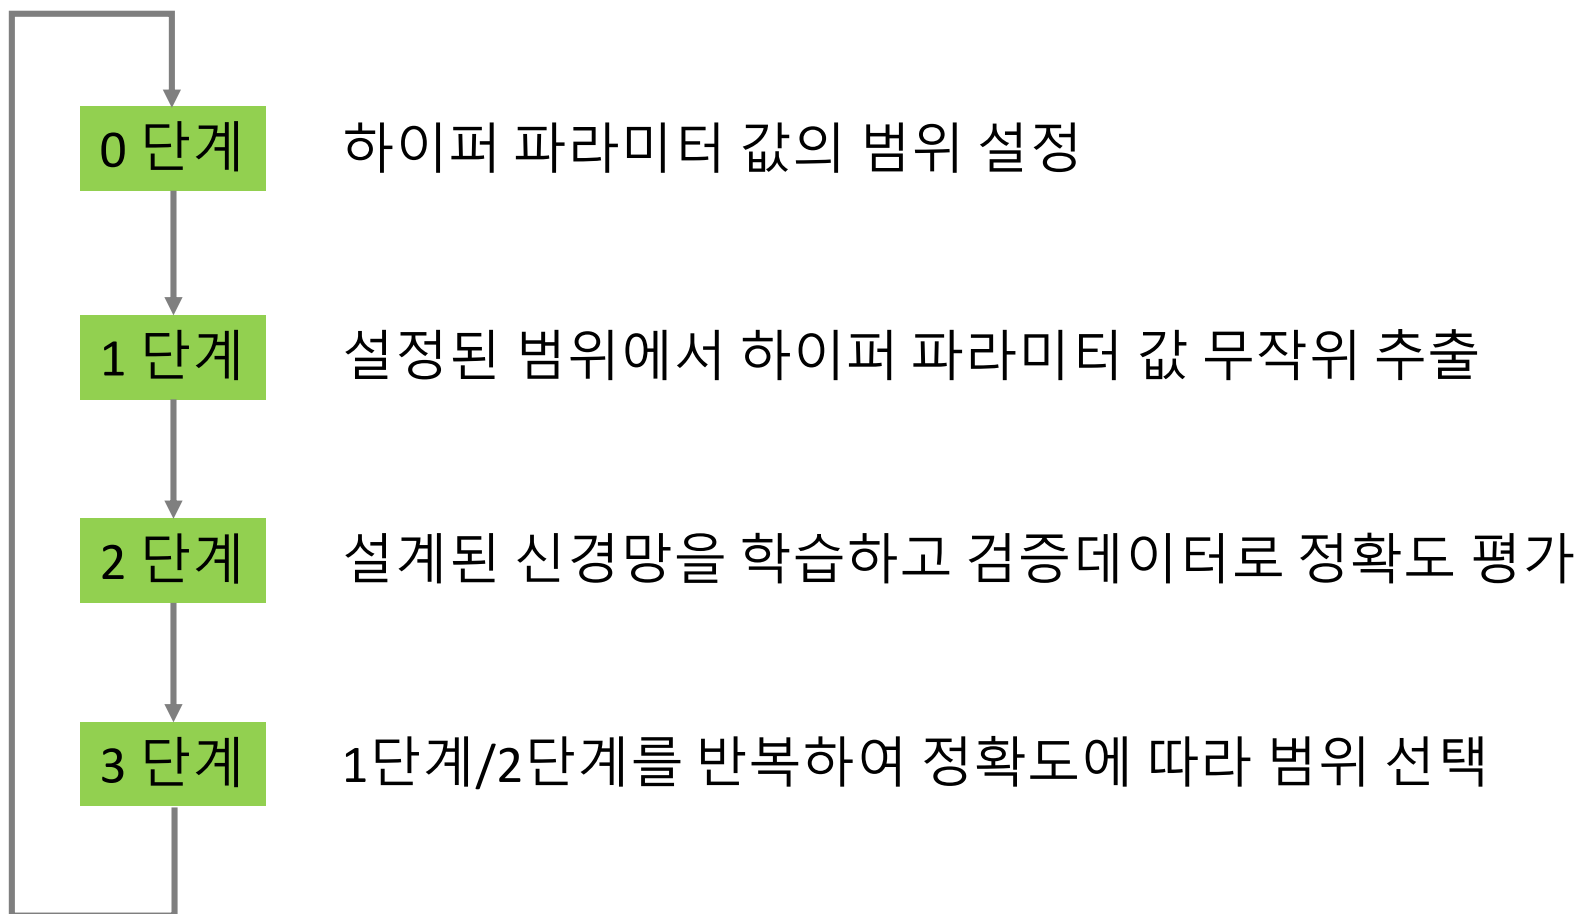 0 단계 하이퍼 파라미터 값의 범위 설정
1 단계 설정된 범위에서 하이퍼 파라미터 값 무작위 추출
2 단계 설계된 신경망을 학습하고 검증데이터로 정확도 평가
3 단계 1단계/2단계를 반복하여 정확도에 따라 범위 선택